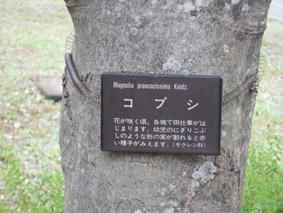 Magnolia praecocissima Koidz.
コブシ
花が咲く頃、各地で田仕事がは
じまります。幼児のにぎりこぶ
しのような形の実が割れると赤
い種子がみえます。(モクレン科)